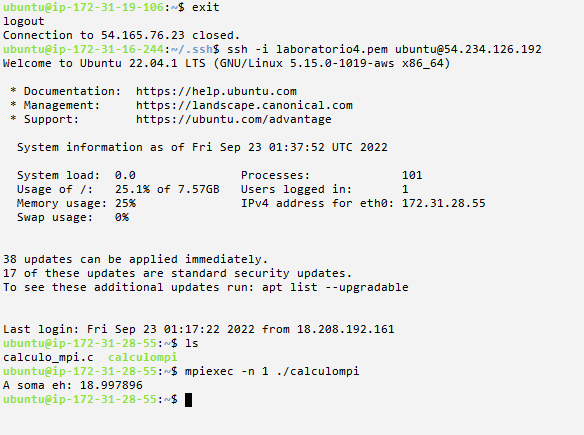 ubuntu@ip-172-31-19-106:~$ exit
logout
Connection to 54.165.76.23 closed.
ubuntu@ip-172-31-16-244:~/.ssh$ ssh -i laboratorio4.pem ubuntu@54.234.126.192
Welcome to Ubuntu 22.04.1 LTS (GNU/Linux 5.15.0-1019-aws x86_64)

 * Documentation:  https://help.ubuntu.com
 * Management:     https://landscape.canonical.com
 * Support:        https://ubuntu.com/advantage

  System information as of Fri Sep 23 01:37:52 UTC 2022

  System load:  0.0               Processes:             101
  Usage of /:   25.1% of 7.57GB   Users logged in:       1
  Memory usage: 25%               IPv4 address for eth0: 172.31.28.55
  Swap usage:   0%

38 updates can be applied immediately.
17 of these updates are standard security updates.
To see these additional updates run: apt list --upgradable

Last login: Fri Sep 23 01:17:22 2022 from 18.208.192.161
ubuntu@ip-172-31-28-55:~$ ls
calculo_mpi.c  calculompi
ubuntu@ip-172-31-28-55:~$ mpiexec -n 1 ./calculompi
A soma eh: 18.997896
ubuntu@ip-172-31-28-55:~$